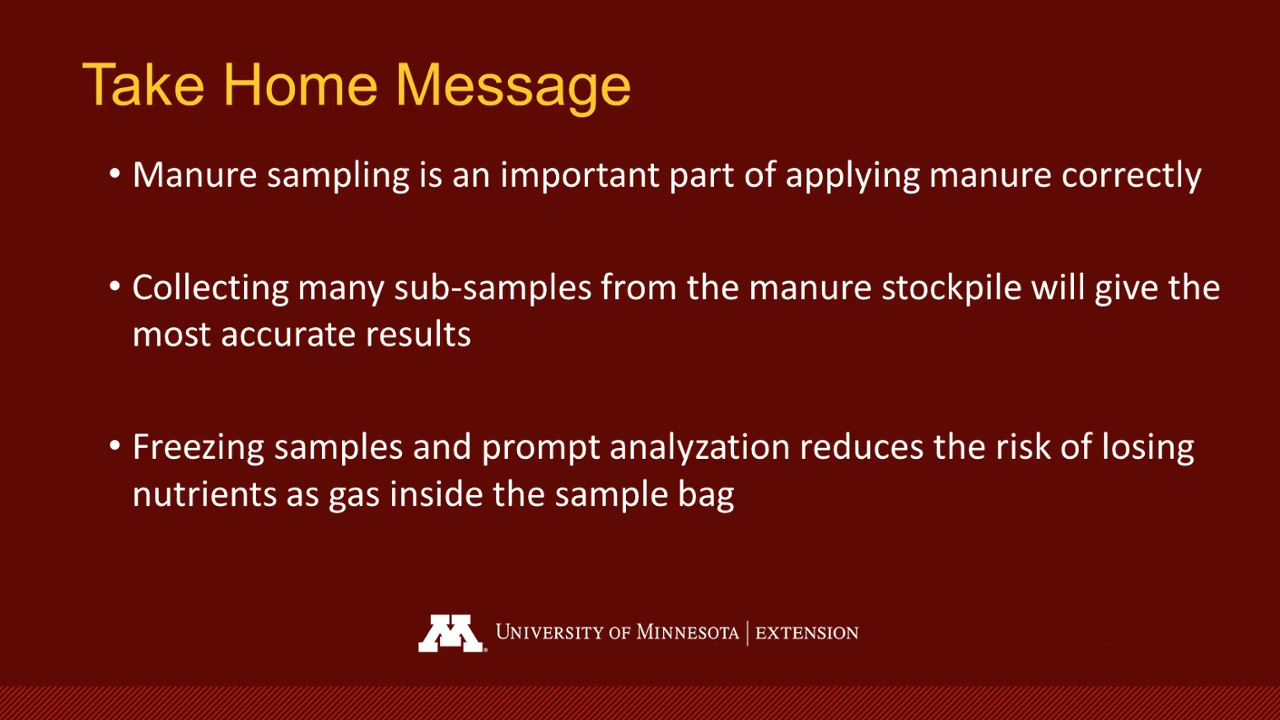 Take Home Message
• Manure sampling is an important part of applying manure correctly
• Collecting many sub-samples from the manure stockpile will give the
most accurate results
• Freezing samples and prompt analyzation reduces the risk of losing
nutrients as gas inside the sample bag
M UNIVERSITY OF MINNESOTA | EXTENSION